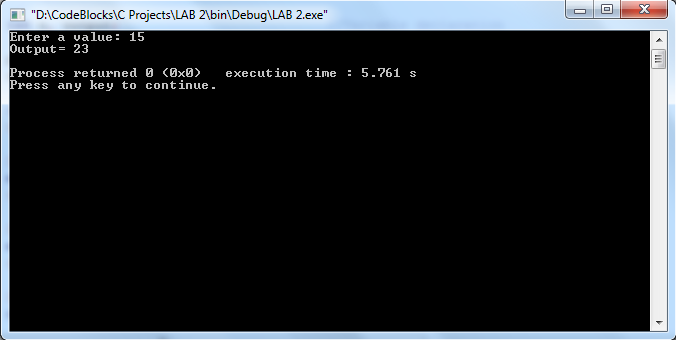 "D:\CodeBlocks\C Projects\LAB 2\bin\Debug\LAB 2.exe"
Enter a value: 15
Output= 23
Process returned 0 (0x0)   execution time : 5.761 s
Press any key to continue.